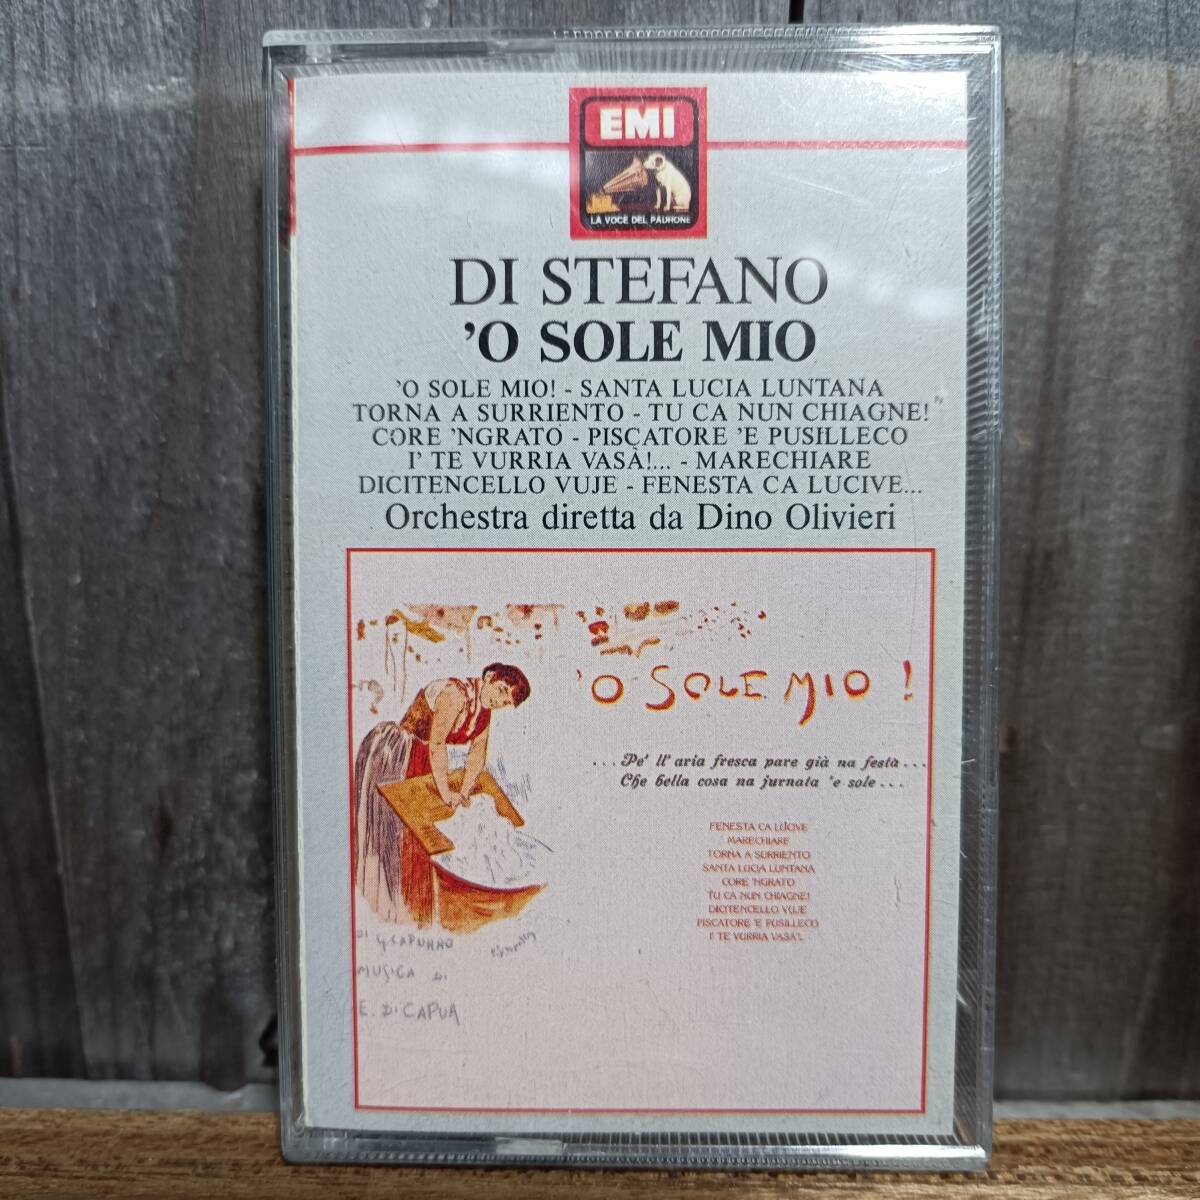 EMI
LA VOCE DEL PADRONE
DI STEFANO
'O SOLE MIO
'O SOLE MIO! - SANTA LUCIA LUNTANA
TORNA A SURRIENTO - TU CA NUN CHIAGNE!
CORE 'NGRATO - PISCATORE 'E PUSILLECO
I' TE VURRIA VASÀ!... - MARECHIARE
DICITENCELLO VUJE - FENESTA CA LUCIVE...
Orchestra diretta da Dino Olivieri
'O SOLE MIO !
...Pe' ll' aria fresca pare già na festa...
Che bella cosa na jurnata 'e sole...
FENESTA CA LUCIVE
MARECHIARE
TORNA A SURRIENTO
SANTA LUCIA LUNTANA
CORE 'NGRATO
TU CA NUN CHIAGNE!
DICITENCELLO VUJE
PISCATORE 'E PUSILLECO
I' TE VURRIA VASÀ!..
DI G. CAPURRO
MUSICA DI
E. DI CAPUA